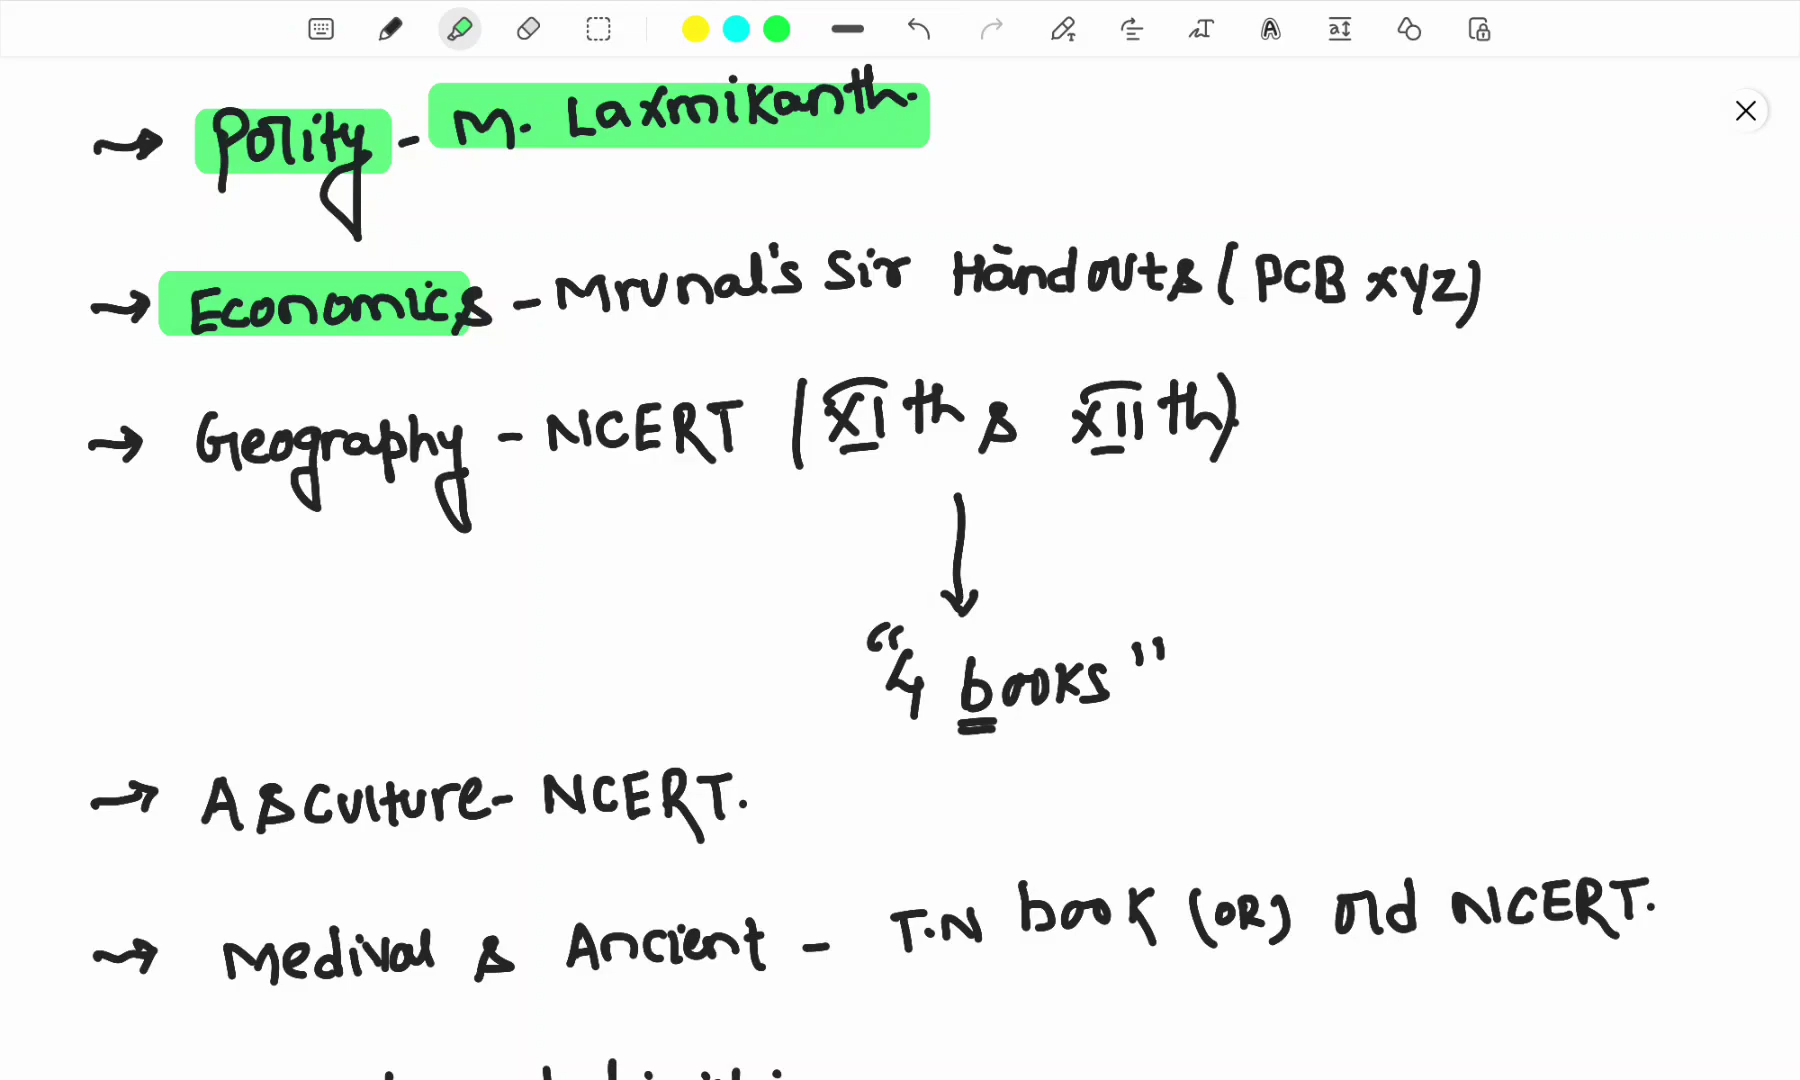 → Polity - M. Laxmikanth.
→ Economics - Mrunal's Sir Handouts (PCB xyz)
→ Geography - NCERT (XIth & XIIth)
↓
"4 books"
→ A & culture - NCERT.
→ Medival & Ancient - T.N book (OR) old NCERT.